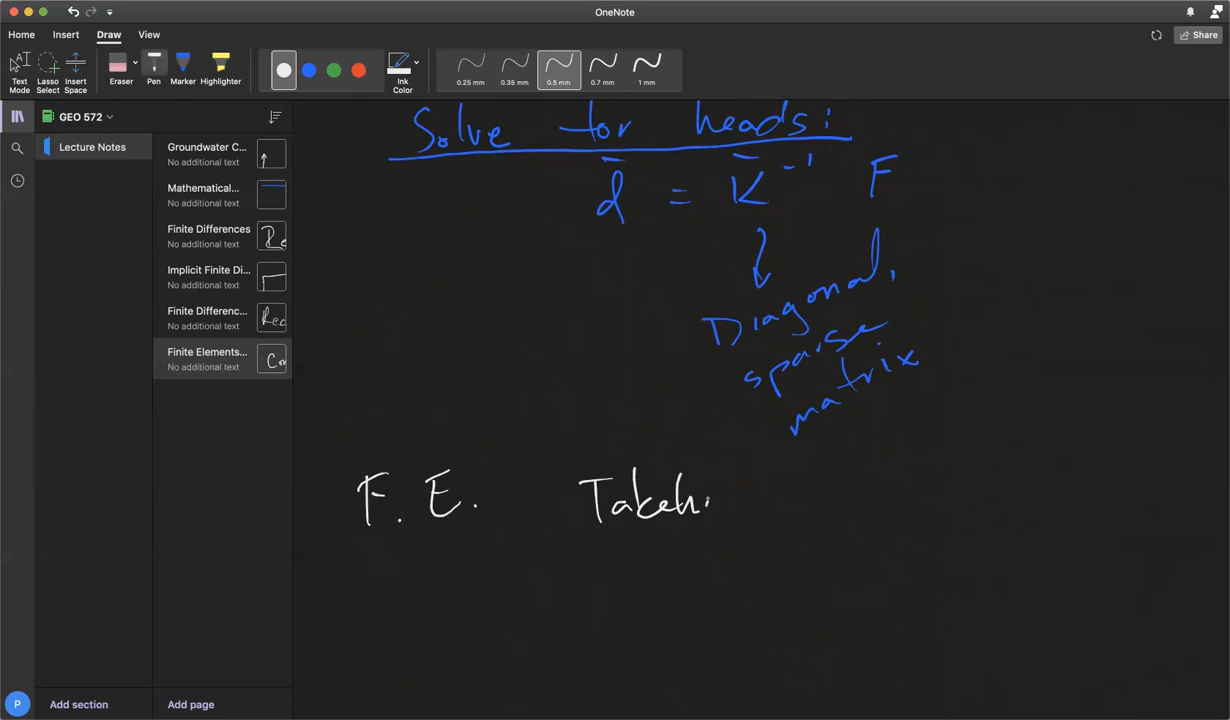 OneNote
Home Insert Draw View
Share
Text Mode
Lasso Select
Insert Space
Eraser
Pen
Marker
Highlighter
Ink Color
0.25 mm
0.35 mm
0.5 mm
0.7 mm
1 mm
GEO 572
Lecture Notes
Groundwater C...
No additional text
Mathematical...
No additional text
Finite Differences
No additional text
Implicit Finite Di...
No additional text
Finite Differenc...
No additional text
Finite Elements...
No additional text
P
Add section
Add page
Solve for heads:
d̄ = K̄⁻¹ F
Diagonal,
sparse
matrix
F. E. Takeh